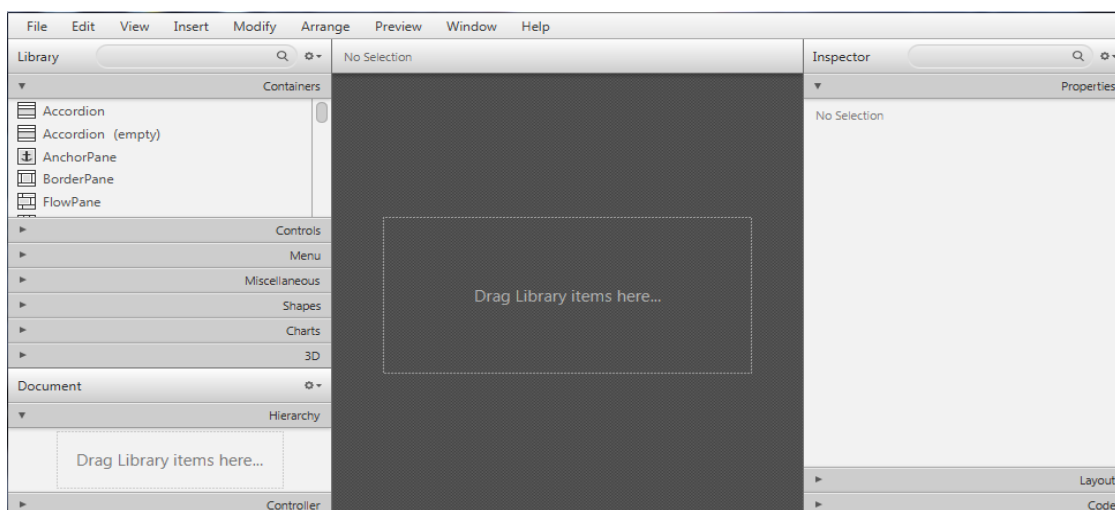 File Edit View Insert Modify Arrange Preview Window Help
Library
No Selection
Inspector
Containers
Accordion
Accordion (empty)
AnchorPane
BorderPane
FlowPane
Controls
Menu
Miscellaneous
Shapes
Charts
3D
Document
Hierarchy
Drag Library items here...
Controller
Drag Library items here...
Properties
No Selection
Layout
Code